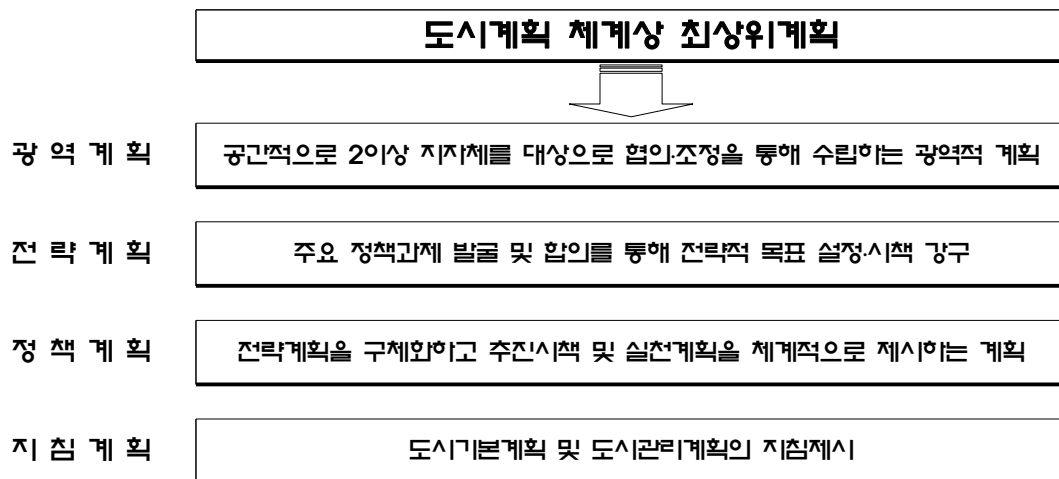 도시계획 체계상 최상위계획
광 역 계 획 공간적으로 2이상 지자체를 대상으로 협의·조정을 통해 수립하는 광역적 계획
전 략 계 획 주요 정책과제 발굴 및 합의를 통해 전략적 목표 설정·시책 강구
정 책 계 획 전략계획을 구체화하고 추진시책 및 실천계획을 체계적으로 제시하는 계획
지 침 계 획 도시기본계획 및 도시관리계획의 지침제시